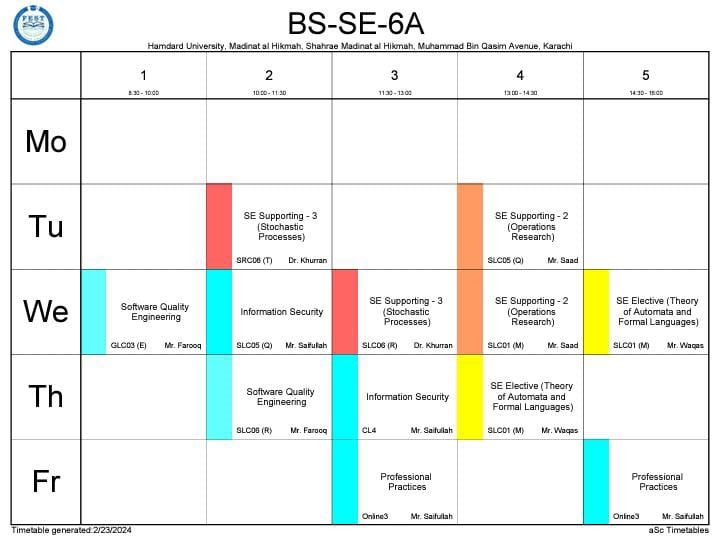 FEST
BS-SE-6A
Hamdard University, Madinat al Hikmah, Shahrae Madinat al Hikmah, Muhammad Bin Qasim Avenue, Karachi
1 2 3 4 5
8:30 - 10:00 10:00 - 11:30 11:30 - 13:00 13:00 - 14:30 14:30 - 16:00
Mo
Tu
SE Supporting - 3
(Stochastic
Processes)
SRC08 (T) Dr. Khurran
SE Supporting - 2
(Operations
Research)
SLC05 (Q) Mr. Saad
We
Software Quality
Engineering
GLC03 (E) Mr. Farooq
Information Security
SLC05 (Q) Mr. Saifullah
SE Supporting - 3
(Stochastic
Processes)
SLC06 (R) Dr. Khurran
SE Supporting - 2
(Operations
Research)
SLC01 (M) Mr. Saad
SE Elective (Theory
of Automata and
Formal Languages)
SLC01 (M) Mr. Waqas
Th
Software Quality
Engineering
SLC06 (R) Mr. Farooq
Information Security
CL4 Mr. Saifullah
SE Elective (Theory
of Automata and
Formal Languages)
SLC01 (M) Mr. Waqas
Fr
Professional
Practices
Online3 Mr. Saifullah
Professional
Practices
Online3 Mr. Saifullah
Timetable generated:2/23/2024 aSc Timetables